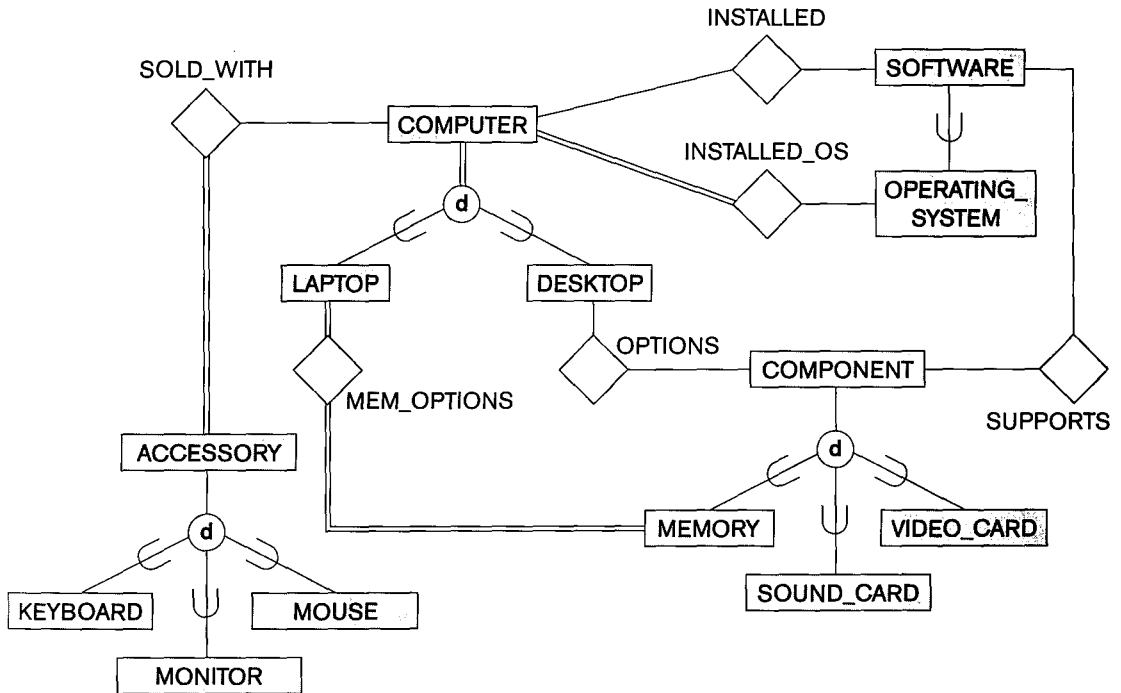 INSTALLED
SOLD_WITH
SOFTWARE
COMPUTER
INSTALLED_OS
OPERATING_
SYSTEM
d
LAPTOP
DESKTOP
OPTIONS
COMPONENT
MEM_OPTIONS
SUPPORTS
ACCESSORY
d
d
MEMORY
VIDEO_CARD
SOUND_CARD
KEYBOARD
MOUSE
MONITOR